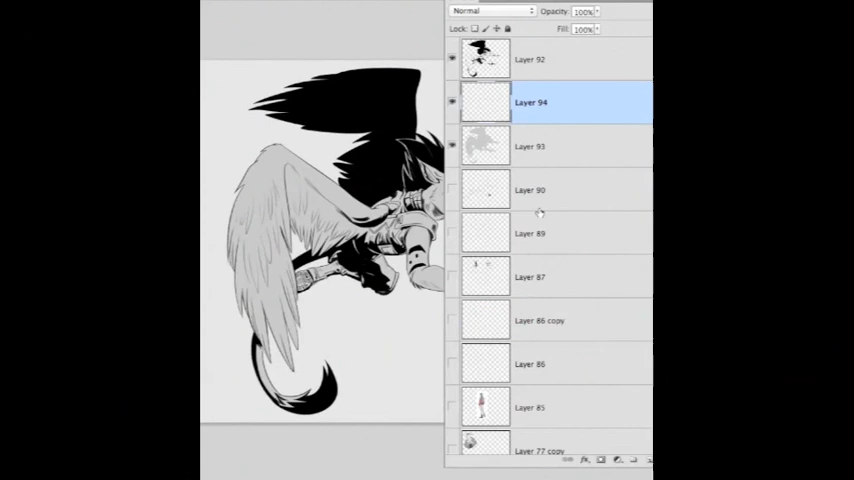 Normal Opacity: 100%
Lock: Fill: 100%
Layer 92
Layer 94
Layer 93
Layer 90
Layer 89
Layer 87
Layer 86 copy
Layer 86
Layer 85
Layer 77 copy
fx